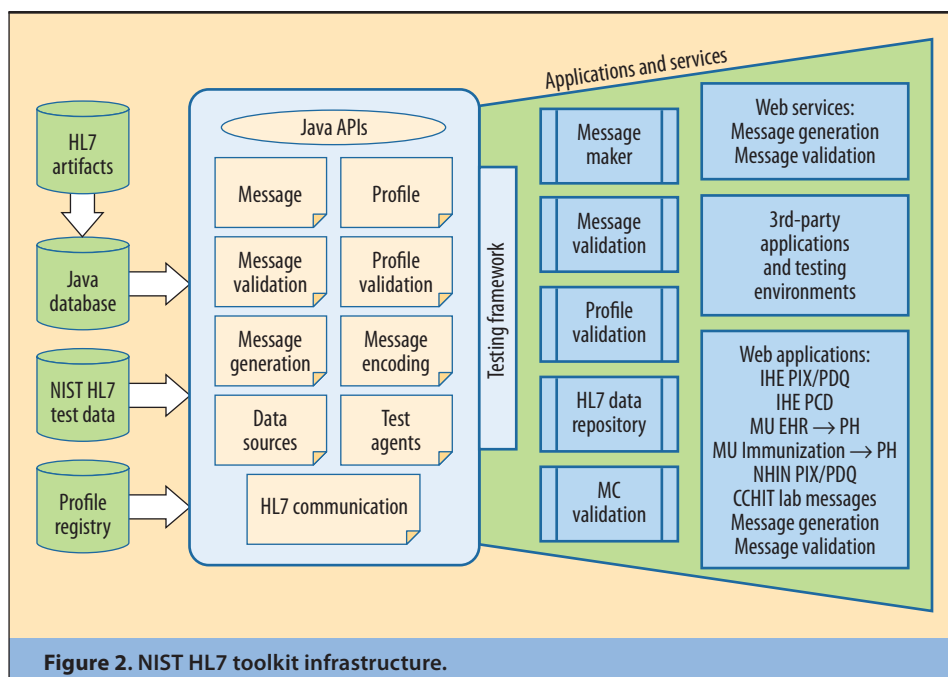 Applications and services
HL7
artifacts
Java
database
NIST HL7
test data
Profile
registry
Java APIs
Message
Profile
Message
validation
Profile
validation
Message
generation
Message
encoding
Data
sources
Test
agents
HL7 communication
Testing framework
Message
maker
Message
validation
Profile
validation
HL7 data
repository
MC
validation
Web services:
Message generation
Message validation
3rd-party
applications
and testing
environments
Web applications:
IHE PIX/PDQ
IHE PCD
MU EHR → PH
MU Immunization → PH
NHIN PIX/PDQ
CCHIT lab messages
Message generation
Message validation
Figure 2. NIST HL7 toolkit infrastructure.